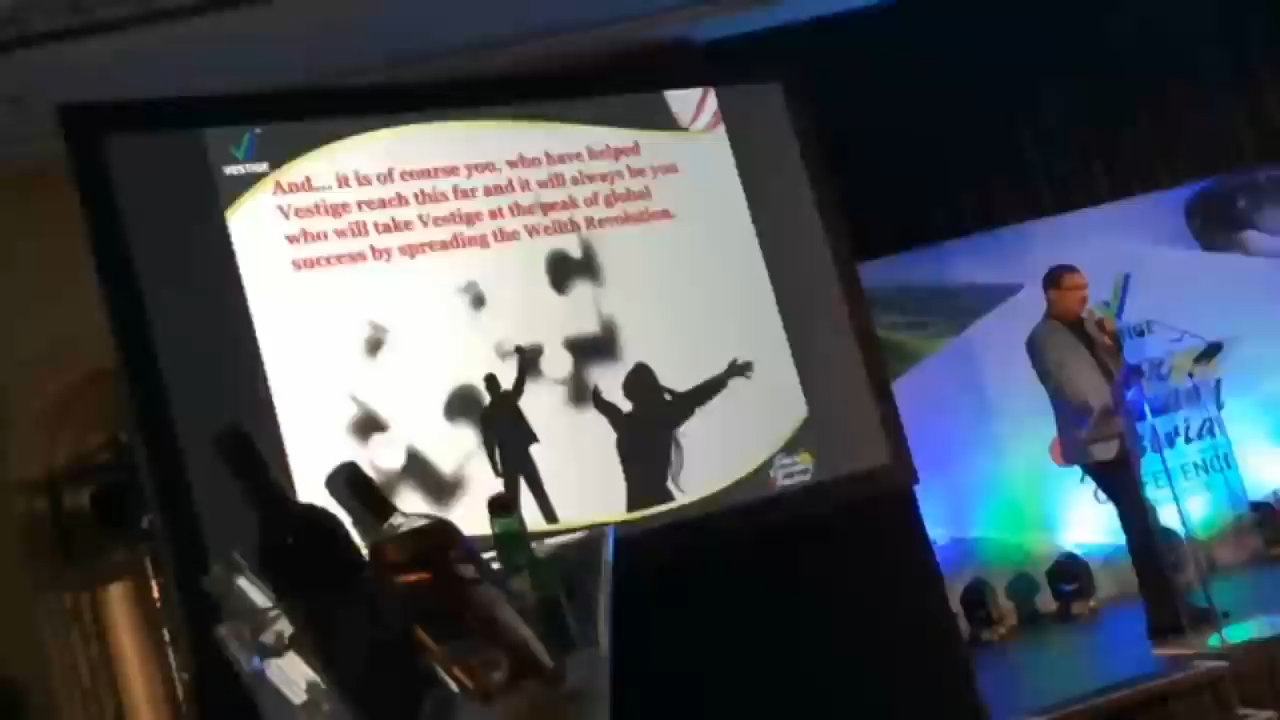 VESTIGE
And... it is of course you, who have helped
Vestige reach this far and it will always be you
who will take Vestige at the peak of global
success by spreading the Wellth Revolution.